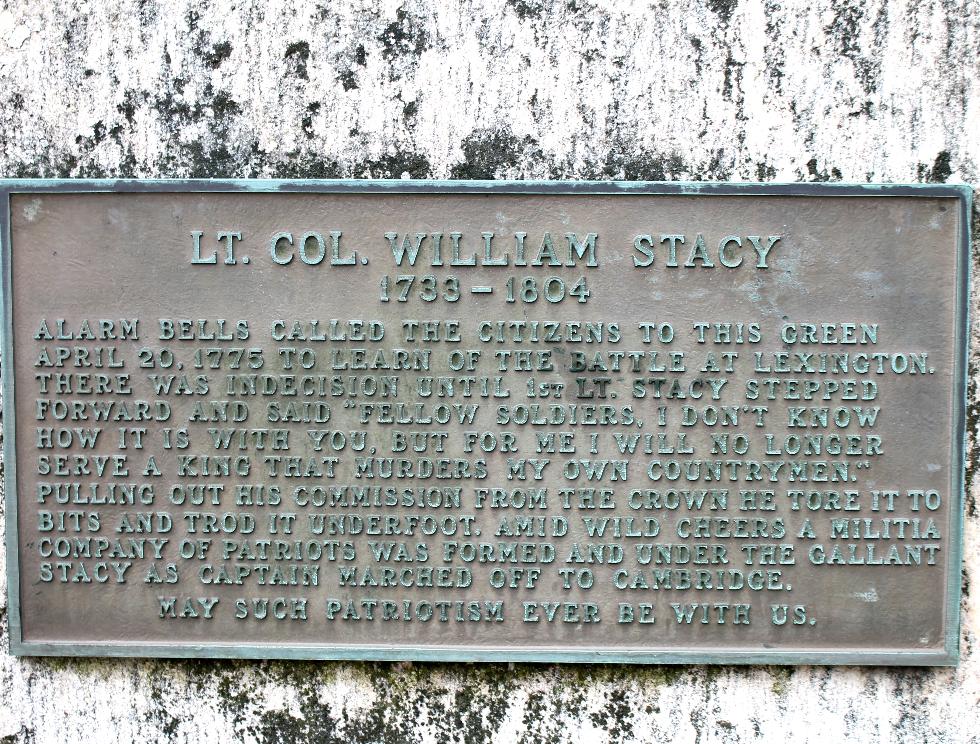 LT. COL. WILLIAM STACY
1733 - 1804
ALARM BELLS CALLED THE CITIZENS TO THIS GREEN
APRIL 20, 1775 TO LEARN OF THE BATTLE AT LEXINGTON.
THERE WAS INDECISION UNTIL 1ST LT. STACY STEPPED
FORWARD AND SAID "FELLOW SOLDIERS, I DON'T KNOW
HOW IT IS WITH YOU, BUT FOR ME I WILL NO LONGER
SERVE A KING THAT MURDERS MY OWN COUNTRYMEN."
PULLING OUT HIS COMMISSION FROM THE CROWN HE TORE IT TO
BITS AND TROD IT UNDERFOOT. AMID WILD CHEERS A MILITIA
COMPANY OF PATRIOTS WAS FORMED AND UNDER THE GALLANT
STACY AS CAPTAIN MARCHED OFF TO CAMBRIDGE.
MAY SUCH PATRIOTISM EVER BE WITH US.